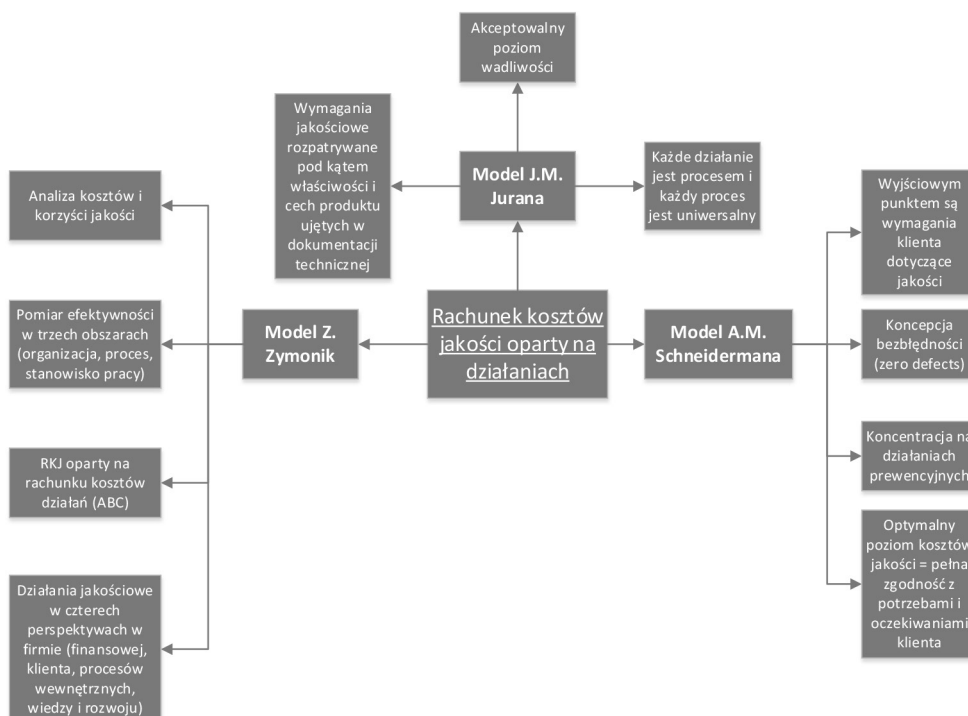 Akceptowalny
poziom
wadliwości
Wymagania
jakościowe
rozpatrywane
pod kątem
właściwości i
cech produktu
ujętych w
dokumentacji
technicznej
Model J.M.
Jurana
Każde działanie
jest procesem i
każdy proces
jest uniwersalny
Analiza kosztów i
korzyści jakości
Pomiar efektywności
w trzech obszarach
(organizacja, proces,
stanowisko pracy)
RKJ oparty na
rachunku kosztów
działań (ABC)
Działania jakościowe
w czterech
perspektywach w
firmie (finansowej,
klienta, procesów
wewnętrznych,
wiedzy i rozwoju)
Model Z.
Zymonik
Rachunek kosztów
jakości oparty na
działaniach
Model A.M.
Schneidermana
Wyjściowym
punktem są
wymagania
klienta
dotyczące
jakości
Koncepcja
bezbłędności
(zero defects)
Koncentracja na
działaniach
prewencyjnych
Optymalny
poziom kosztów
jakości = pełna
zgodność z
potrzebami i
oczekiwaniami
klienta